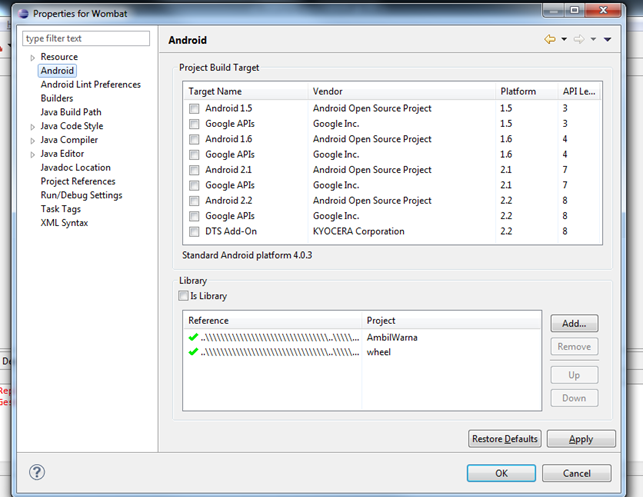 Properties for Wombat
type filter text
Resource
Android
Android Lint Preferences
Builders
Java Build Path
Java Code Style
Java Compiler
Java Editor
Javadoc Location
Project References
Run/Debug Settings
Task Tags
XML Syntax
Android
Project Build Target
Target Name Vendor Platform API Le...
Android 1.5 Android Open Source Project 1.5 3
Google APIs Google Inc. 1.5 3
Android 1.6 Android Open Source Project 1.6 4
Google APIs Google Inc. 1.6 4
Android 2.1 Android Open Source Project 2.1 7
Google APIs Google Inc. 2.1 7
Android 2.2 Android Open Source Project 2.2 8
Google APIs Google Inc. 2.2 8
DTS Add-On KYOCERA Corporation 2.2 8
Standard Android platform 4.0.3
Library
Is Library
Reference Project
AmbilWarna
wheel
Add...
Remove
Up
Down
Restore Defaults Apply
OK Cancel